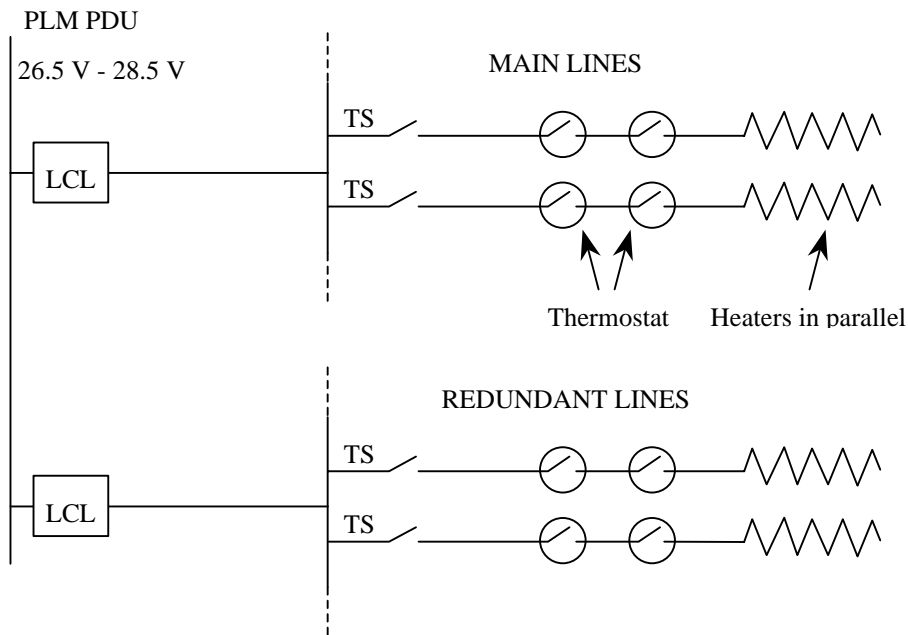 PLM PDU
26.5 V - 28.5 V
MAIN LINES
TS
LCL
TS
Thermostat
Heaters in parallel
REDUNDANT LINES
TS
LCL
TS